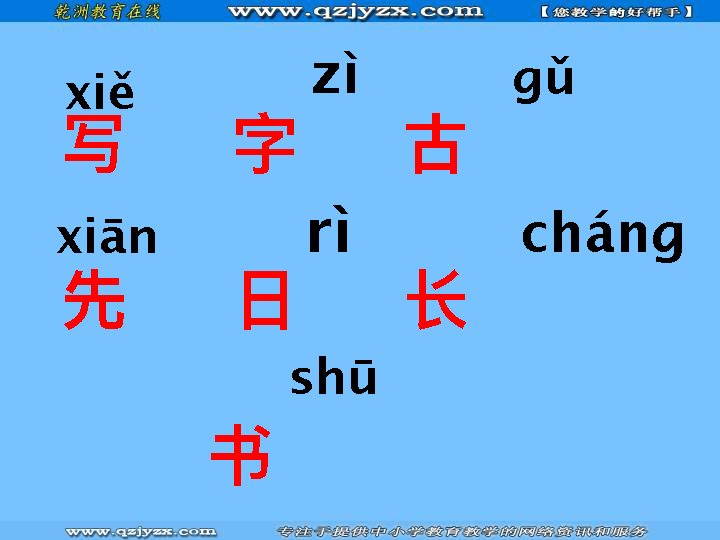 乾洲教育在线 www.qzjyzx.com 【您教学的好帮手】
xiě zì gǔ
写 字 古
xiān rì cháng
先 日 长
shū
书
www.qzjyzx.com 专注于提供中小学教育教学的网络资讯和服务